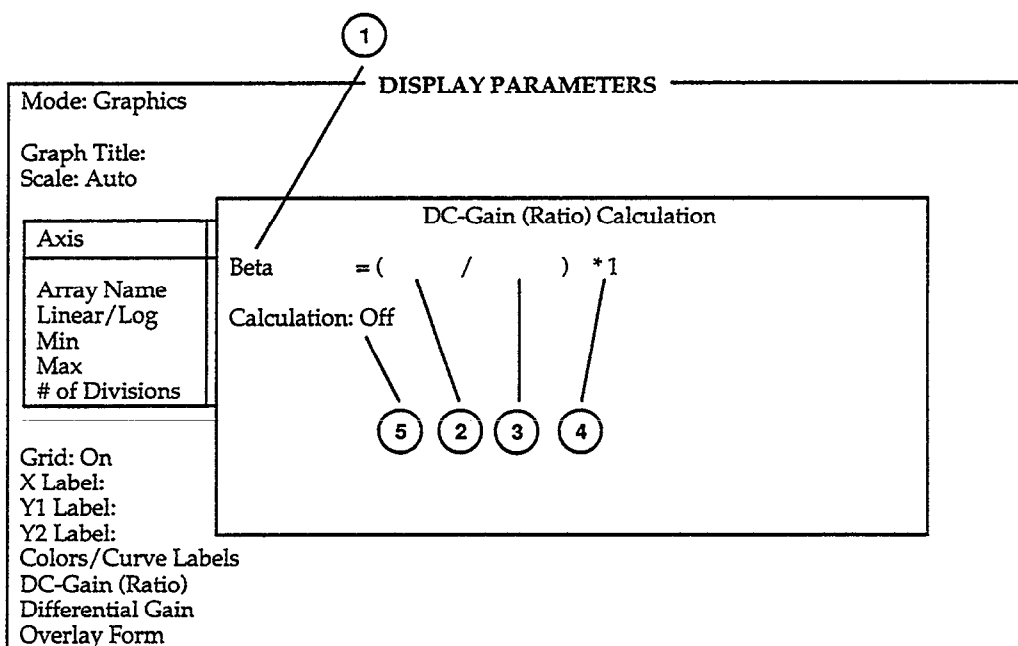 1
DISPLAY PARAMETERS
Mode: Graphics
Graph Title:
Scale: Auto
Axis
Array Name
Linear/Log
Min
Max
# of Divisions
DC-Gain (Ratio) Calculation
Beta =( / ) *1
Calculation: Off
5 2 3 4
Grid: On
X Label:
Y1 Label:
Y2 Label:
Colors/Curve Labels
DC-Gain (Ratio)
Differential Gain
Overlay Form